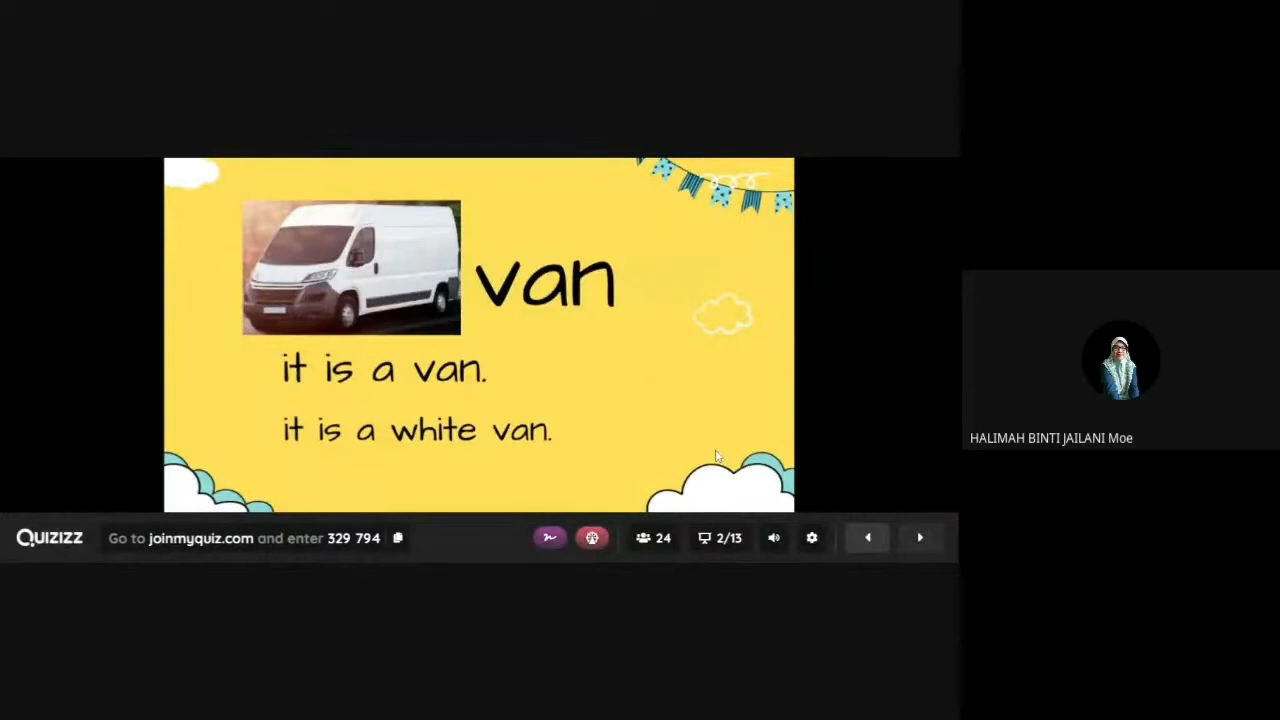 van
it is a van.
it is a white van.
HALIMAH BINTI JAILANI Moe
QUIZIZZ Go to joinmyquiz.com and enter 329 794 24 2/13